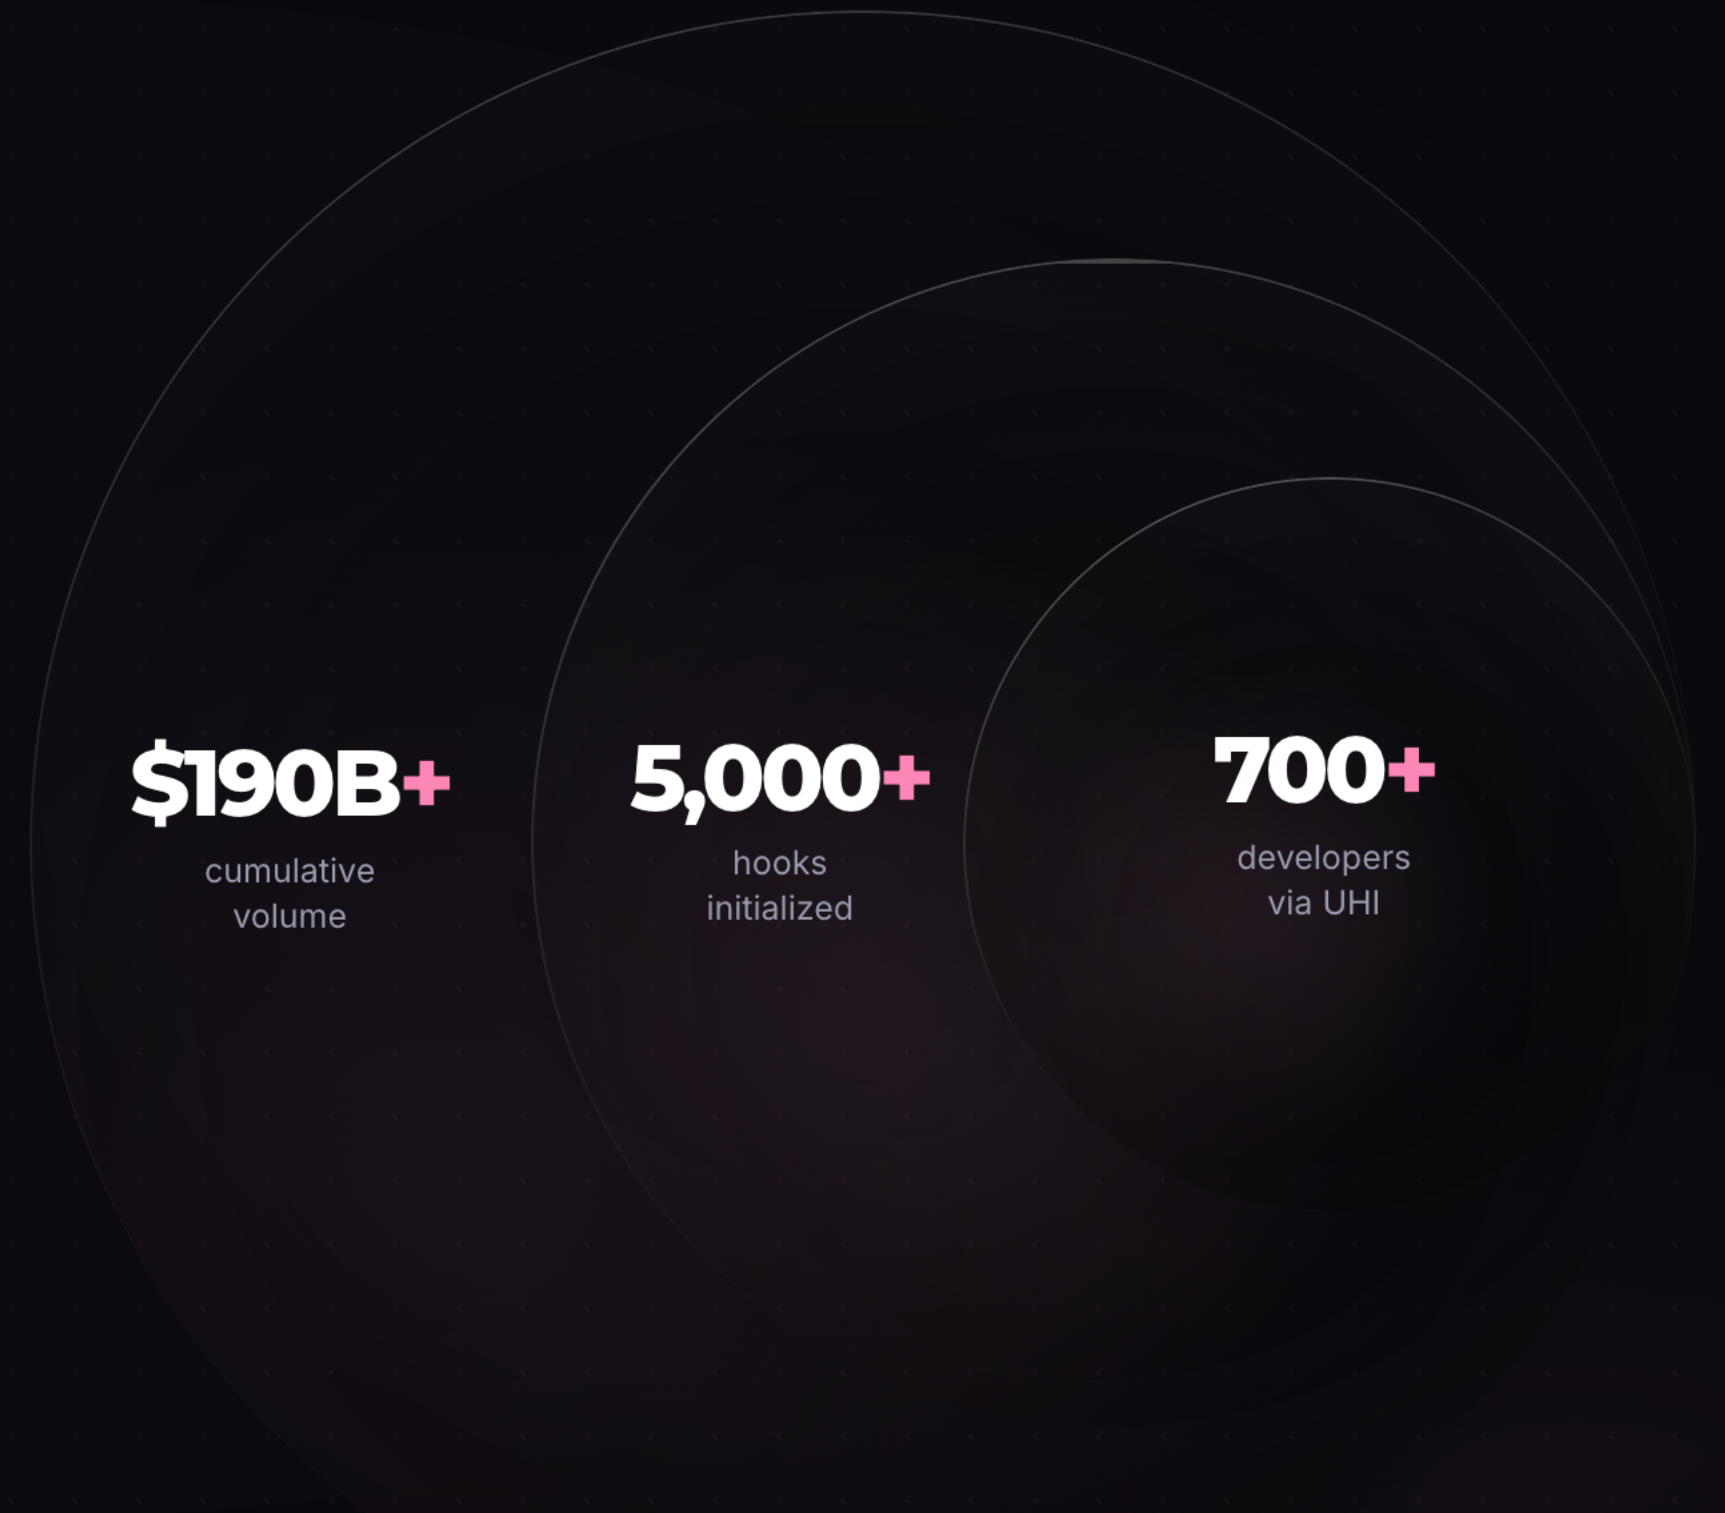 $190B+
cumulative
volume
5,000+
hooks
initialized
700+
developers
via UHI